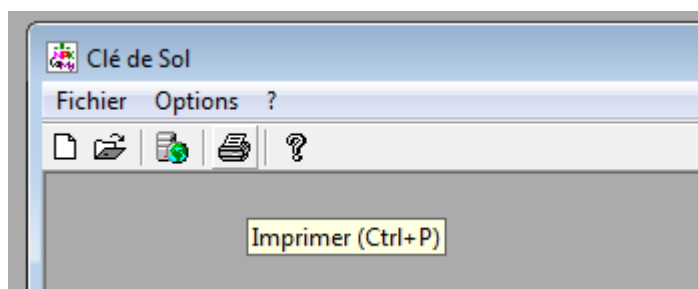 Clé de Sol
Fichier Options ?
Imprimer (Ctrl+P)